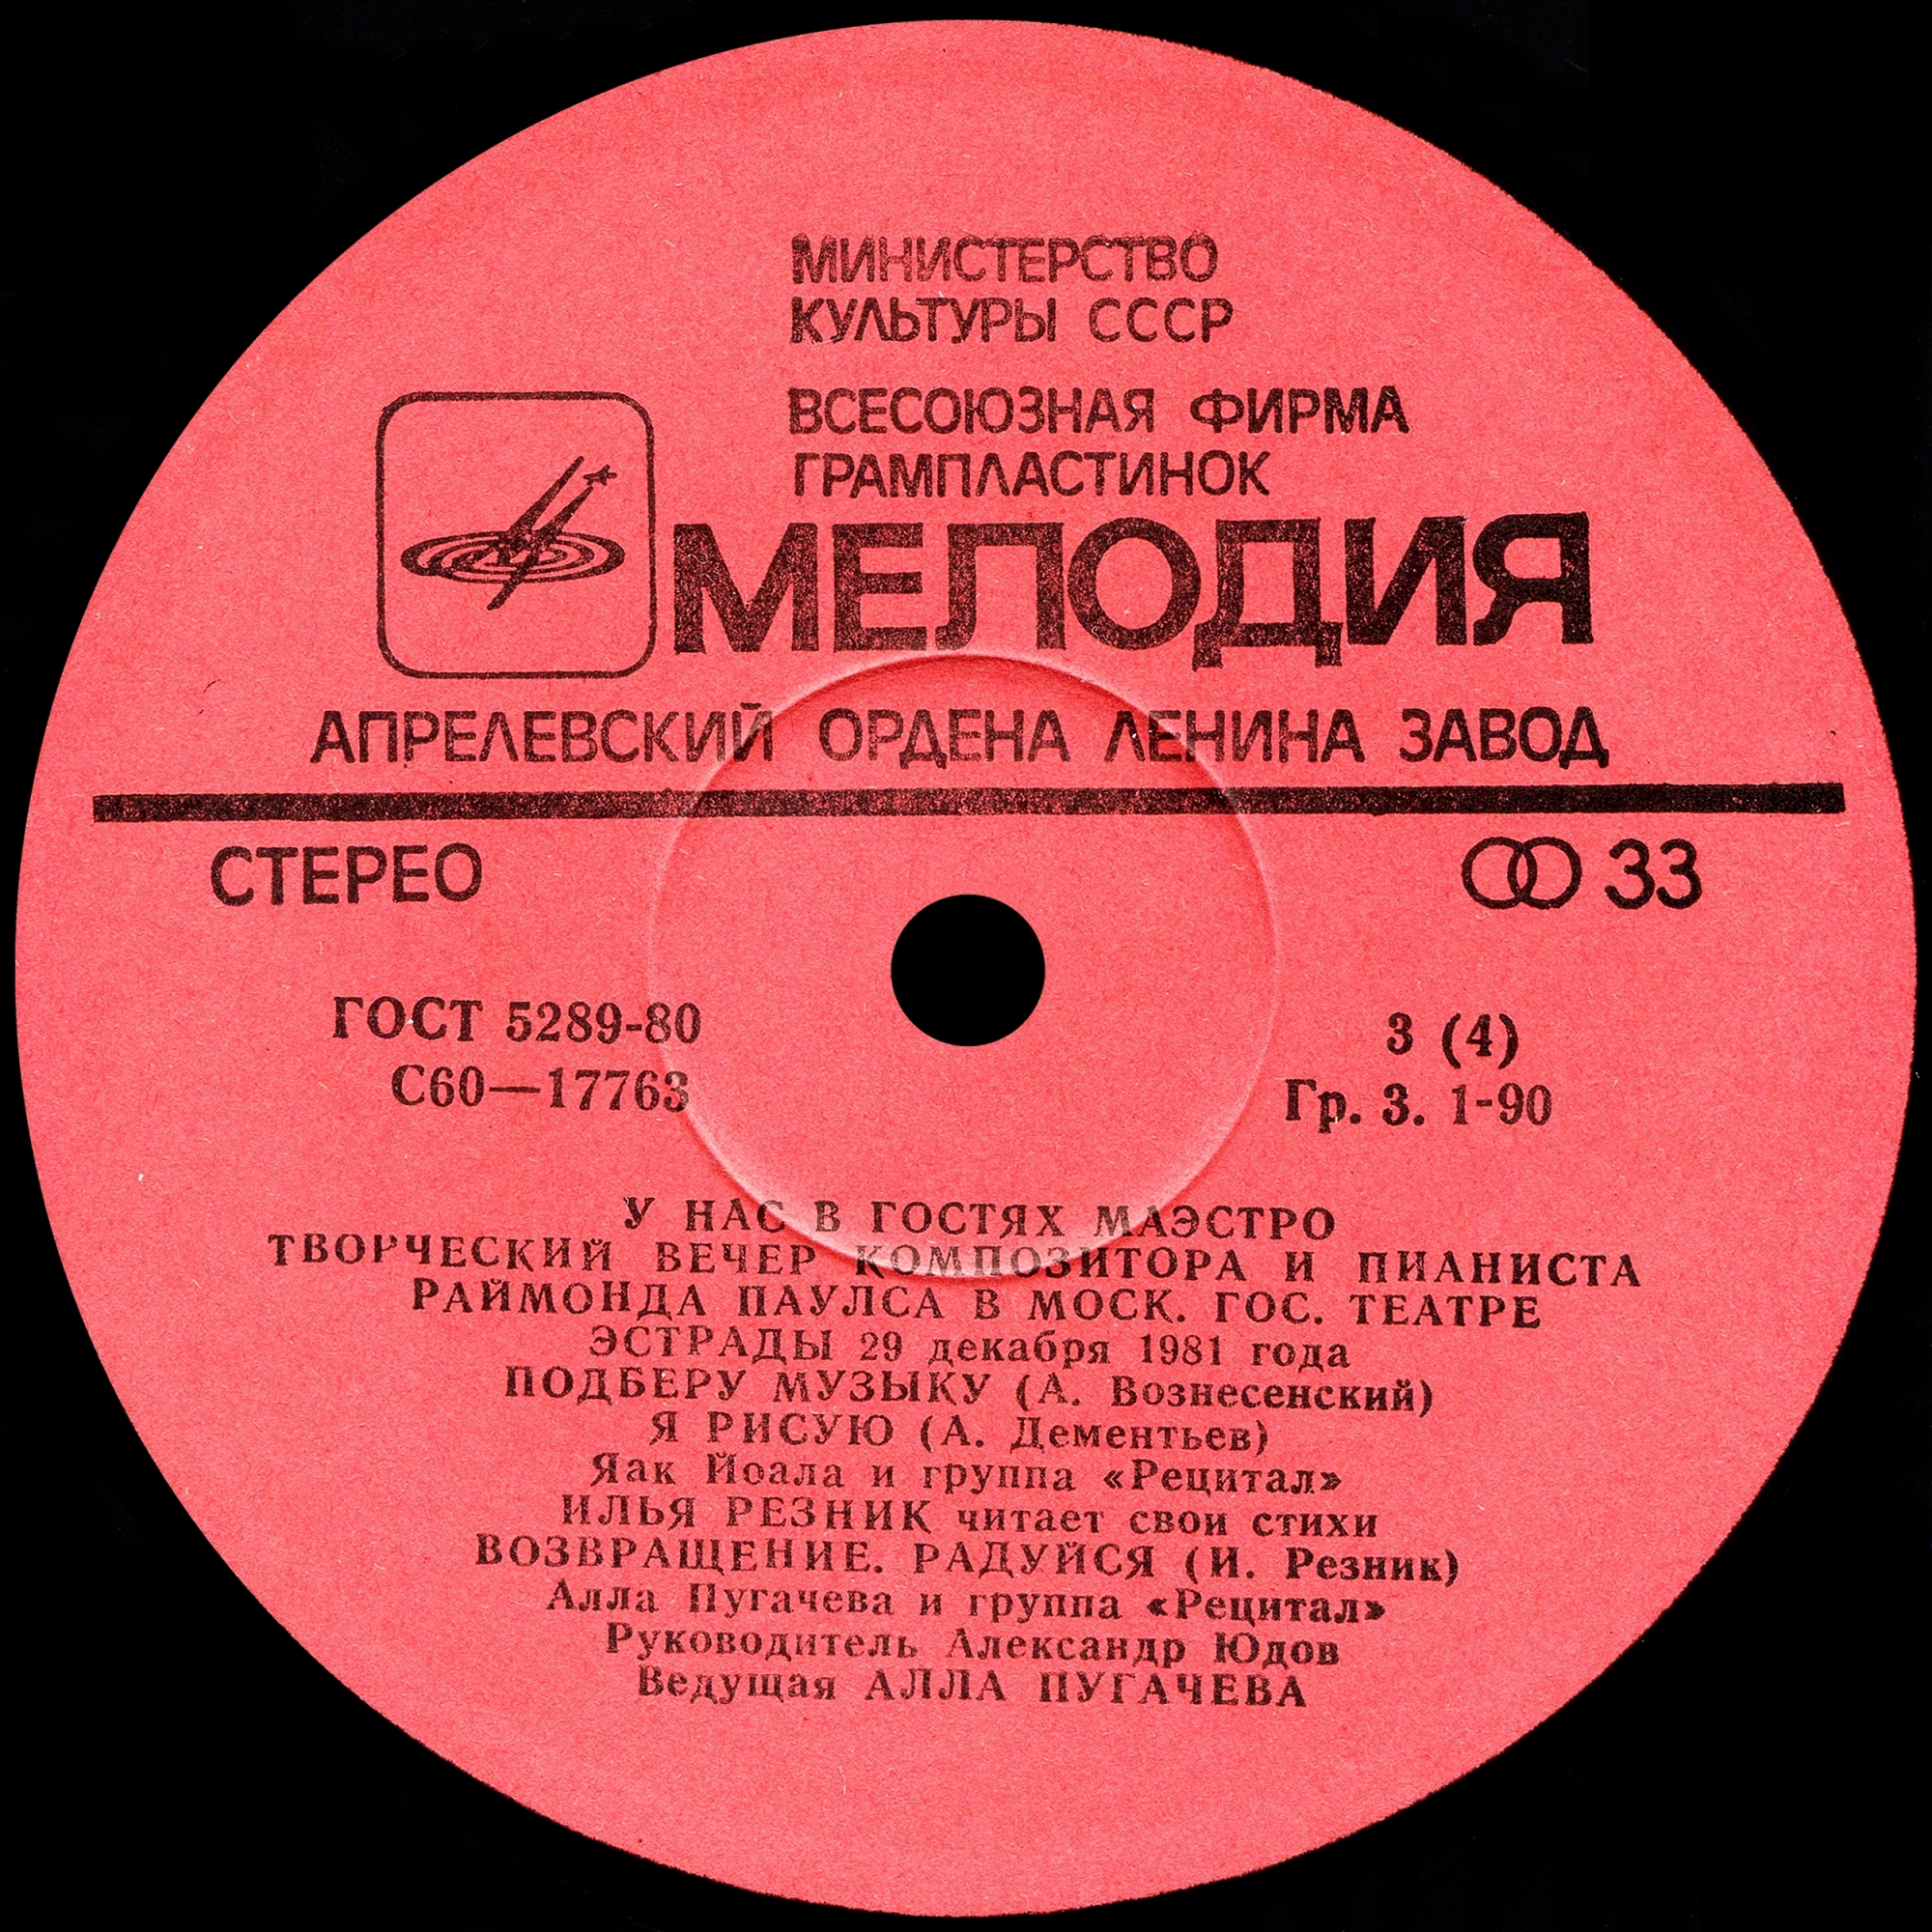 МИНИСТЕРСТВО
КУЛЬТУРЫ СССР
ВСЕСОЮЗНАЯ ФИРМА
ГРАМПЛАСТИНОК
МЕЛОДИЯ
АПРЕЛЕВСКИЙ ОРДЕНА ЛЕНИНА ЗАВОД
СТЕРЕО 33
ГОСТ 5289-80 3 (4)
С60—17763 Гр. 3. 1-90
У НАС В ГОСТЯХ МАЭСТРО
ТВОРЧЕСКИЙ ВЕЧЕР КОМПОЗИТОРА И ПИАНИСТА
РАЙМОНДА ПАУЛСА В МОСК. ГОС. ТЕАТРЕ
ЭСТРАДЫ 29 декабря 1981 года
ПОДБЕРУ МУЗЫКУ (А. Вознесенский)
Я РИСУЮ (А. Дементьев)
Яак Йоала и группа «Рецитал»
ИЛЬЯ РЕЗНИК читает свои стихи
ВОЗВРАЩЕНИЕ. РАДУЙСЯ (И. Резник)
Алла Пугачева и группа «Рецитал»
Руководитель Александр Юдов
Ведущая АЛЛА ПУГАЧЕВА